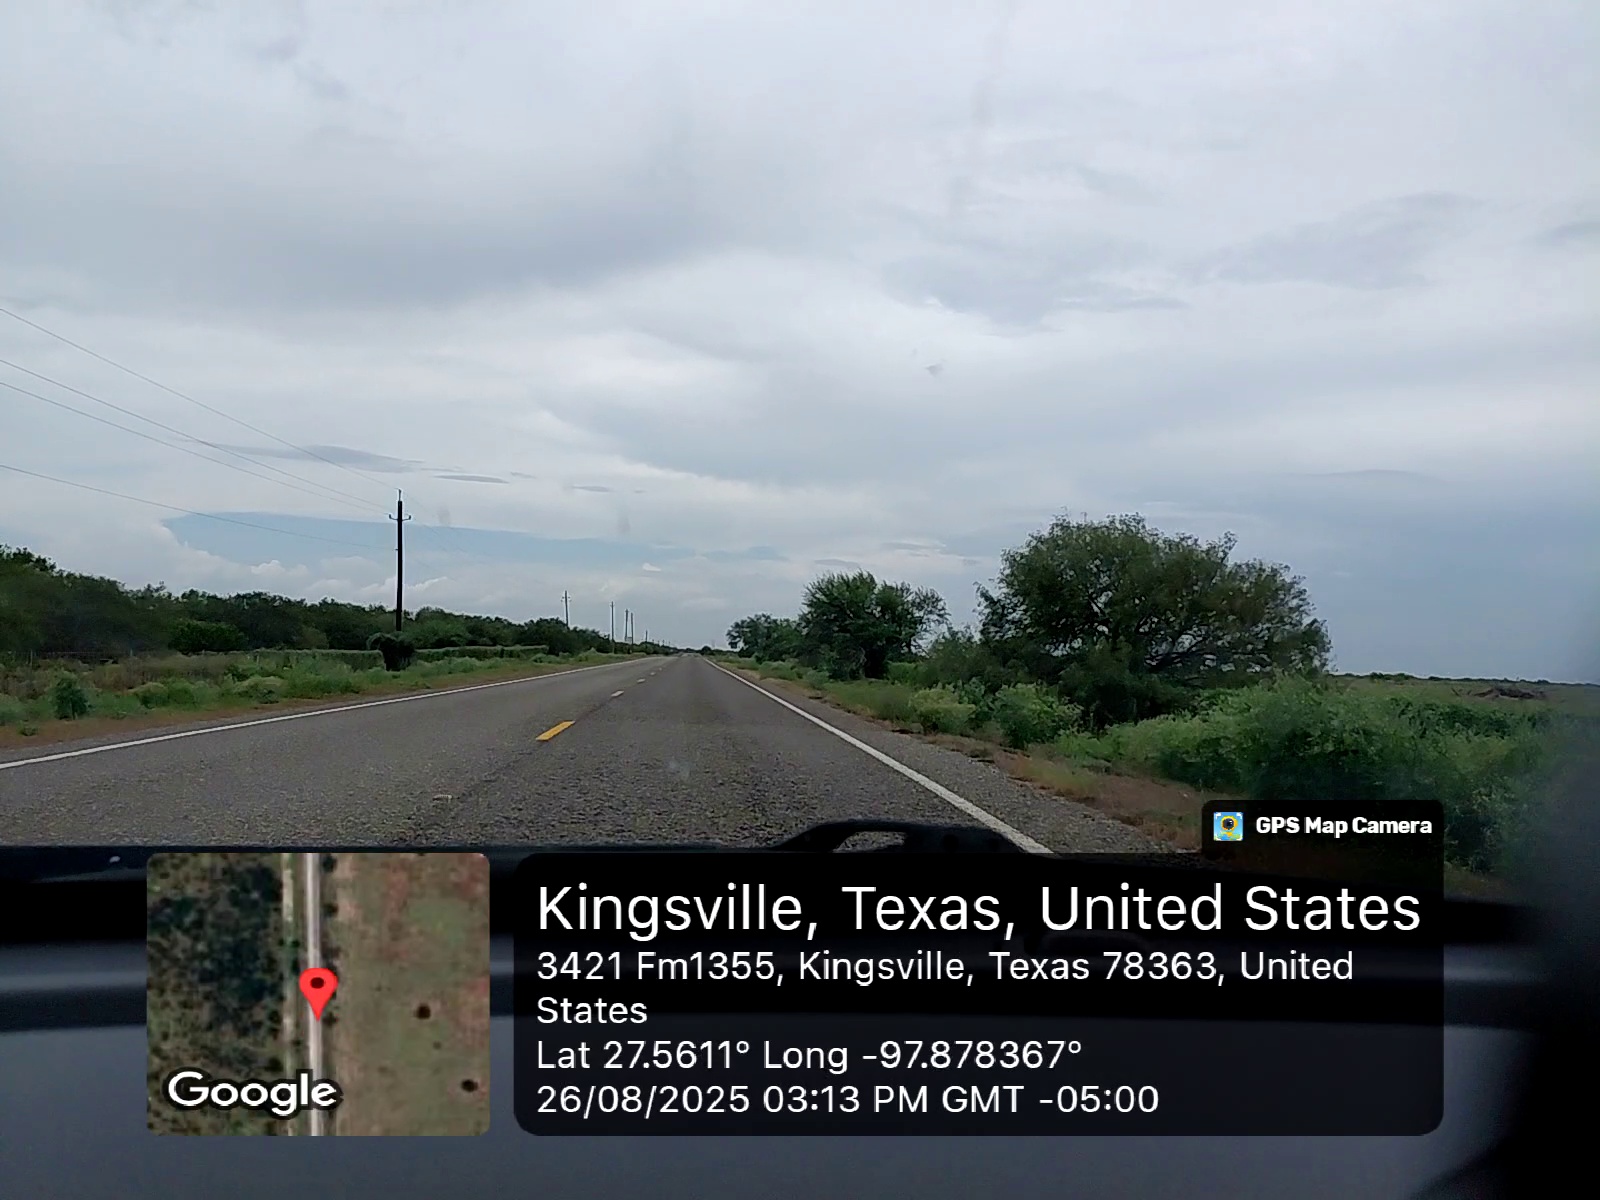 GPS Map Camera
Kingsville, Texas, United States
3421 Fm1355, Kingsville, Texas 78363, United
States
Lat 27.5611° Long -97.878367°
26/08/2025 03:13 PM GMT -05:00
Google